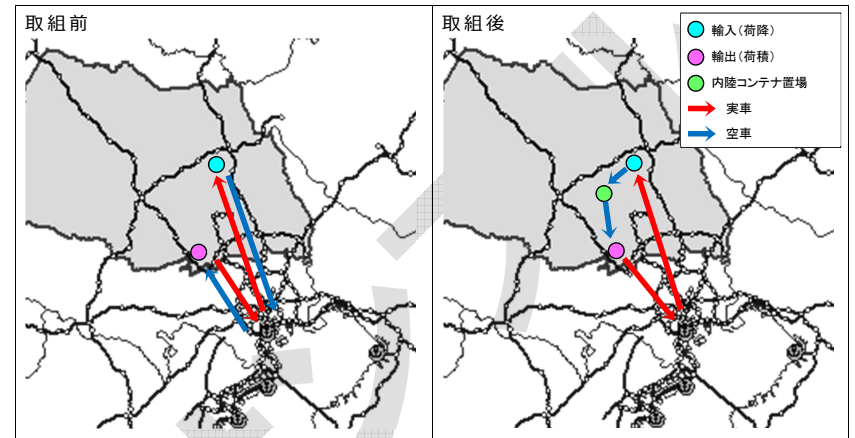 取組前
取組後
輸入（荷降）
輸出（荷積）
内陸コンテナ置場
実車
空車